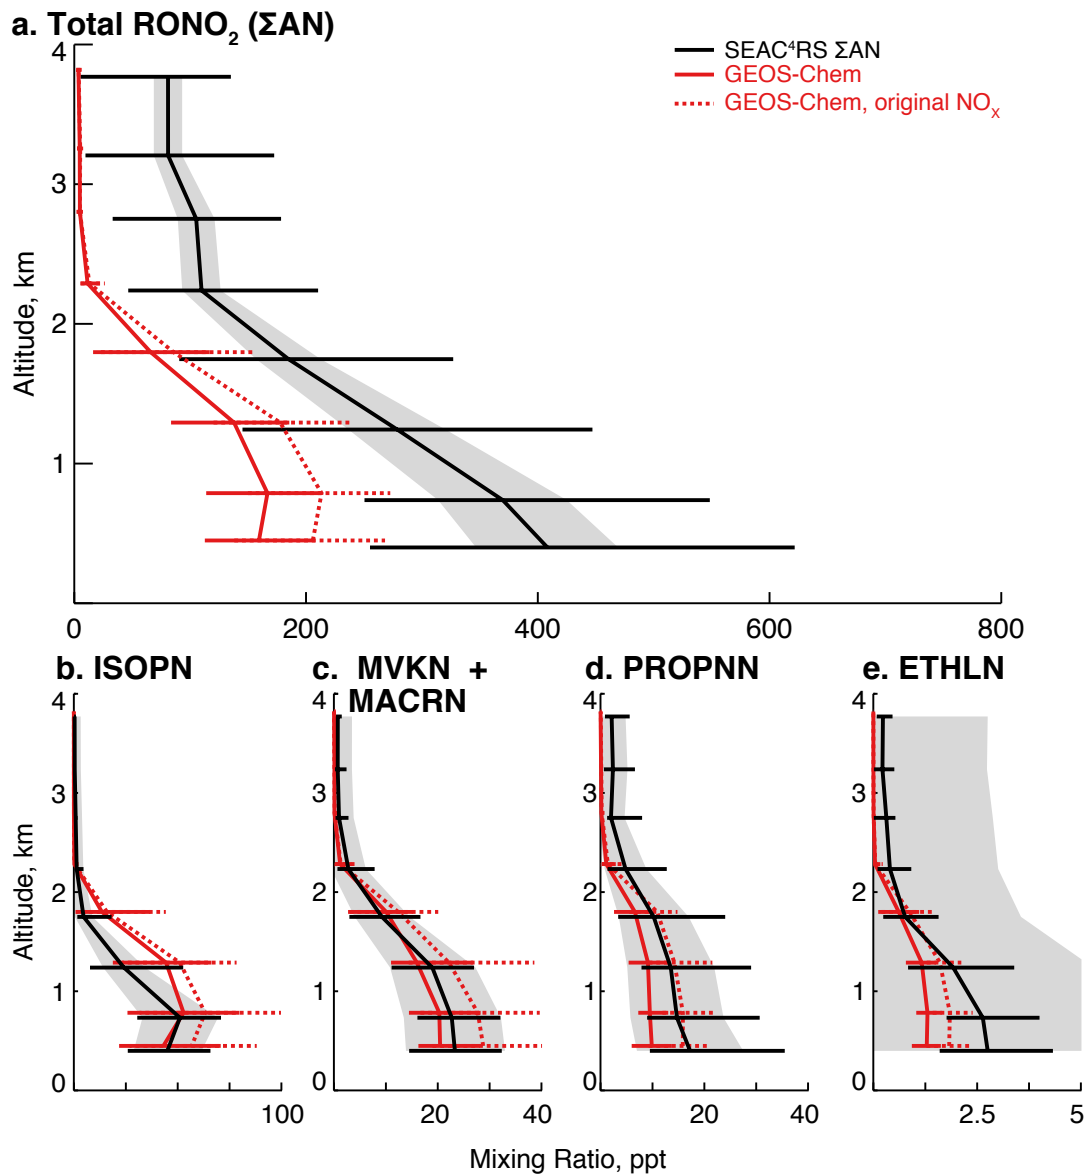 a. Total RONO₂ (ΣAN)
SEAC⁴RS ΣAN
GEOS-Chem
GEOS-Chem, original NOₓ
4
3
2
1
Altitude, km
0 200 400 600 800
b. ISOPN
c. MVKN + MACRN
d. PROPNN
e. ETHLN
4 4 4 4
3 3 3 3
2 2 2 2
1 1 1 1
0 0 0 0
Altitude, km
100 20 40 20 40 2.5 5
Mixing Ratio, ppt